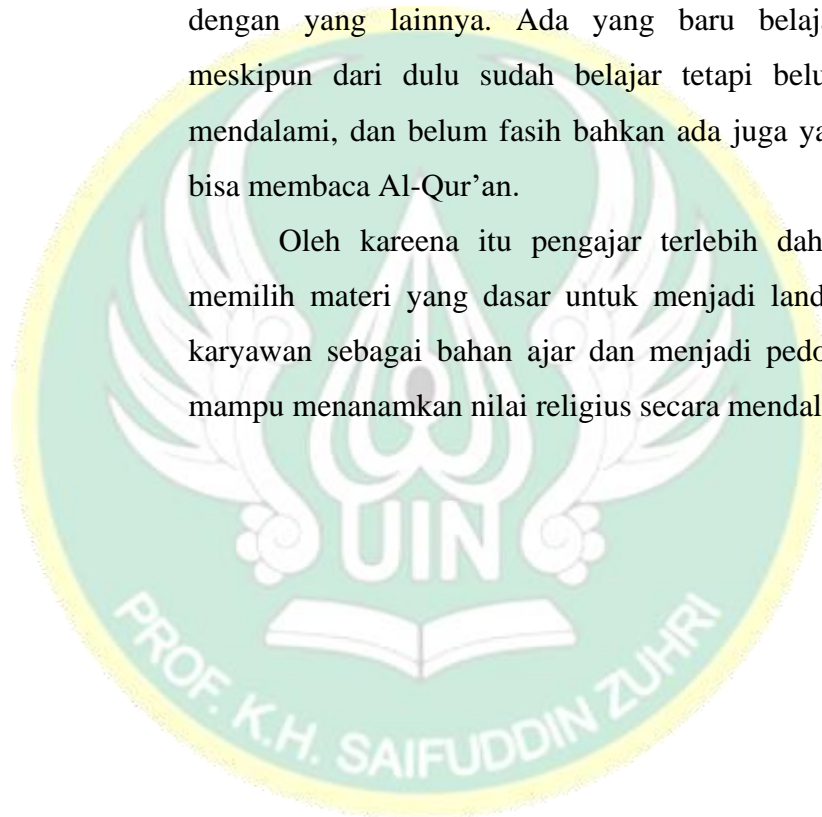 dengan yang lainnya. Ada yang baru belaja
meskipun dari dulu sudah belajar tetapi belu
mendalami, dan belum fasih bahkan ada juga ya
bisa membaca Al-Qur’an.
Oleh kareena itu pengajar terlebih dah
memilih materi yang dasar untuk menjadi land
karyawan sebagai bahan ajar dan menjadi pedo
mampu menanamkan nilai religius secara mendal
UIN
PROF. K.H. SAIFUDDIN ZUHRI